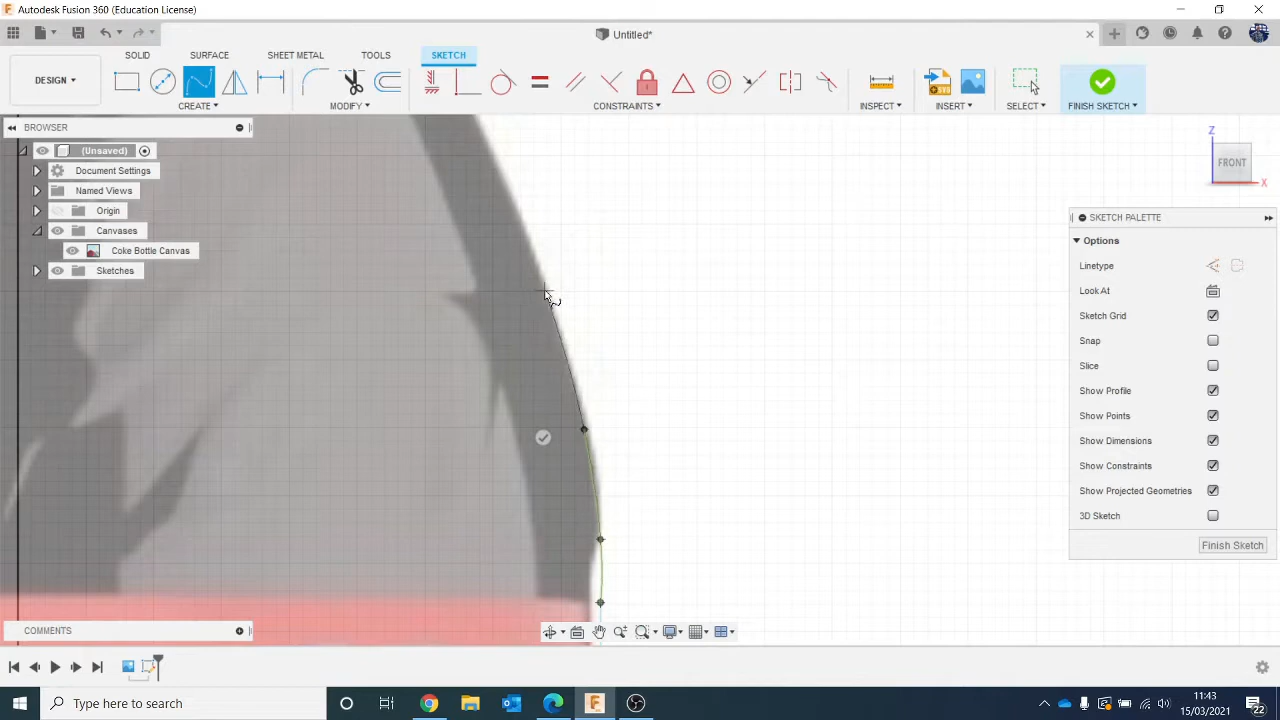 Autodesk Fusion 360 (Education License)
Untitled*
DESIGN
SOLID
SURFACE
SHEET METAL
TOOLS
SKETCH
CREATE
MODIFY
CONSTRAINTS
INSPECT
INSERT
SELECT
FINISH SKETCH
SVG
BROWSER
(Unsaved)
Document Settings
Named Views
Origin
Canvases
Coke Bottle Canvas
Sketches
Z
FRONT
X
SKETCH PALETTE
Options
Linetype
Look At
Sketch Grid
Snap
Slice
Show Profile
Show Points
Show Dimensions
Show Constraints
Show Projected Geometries
3D Sketch
Finish Sketch
COMMENTS
Type here to search
11:43
15/03/2021
22